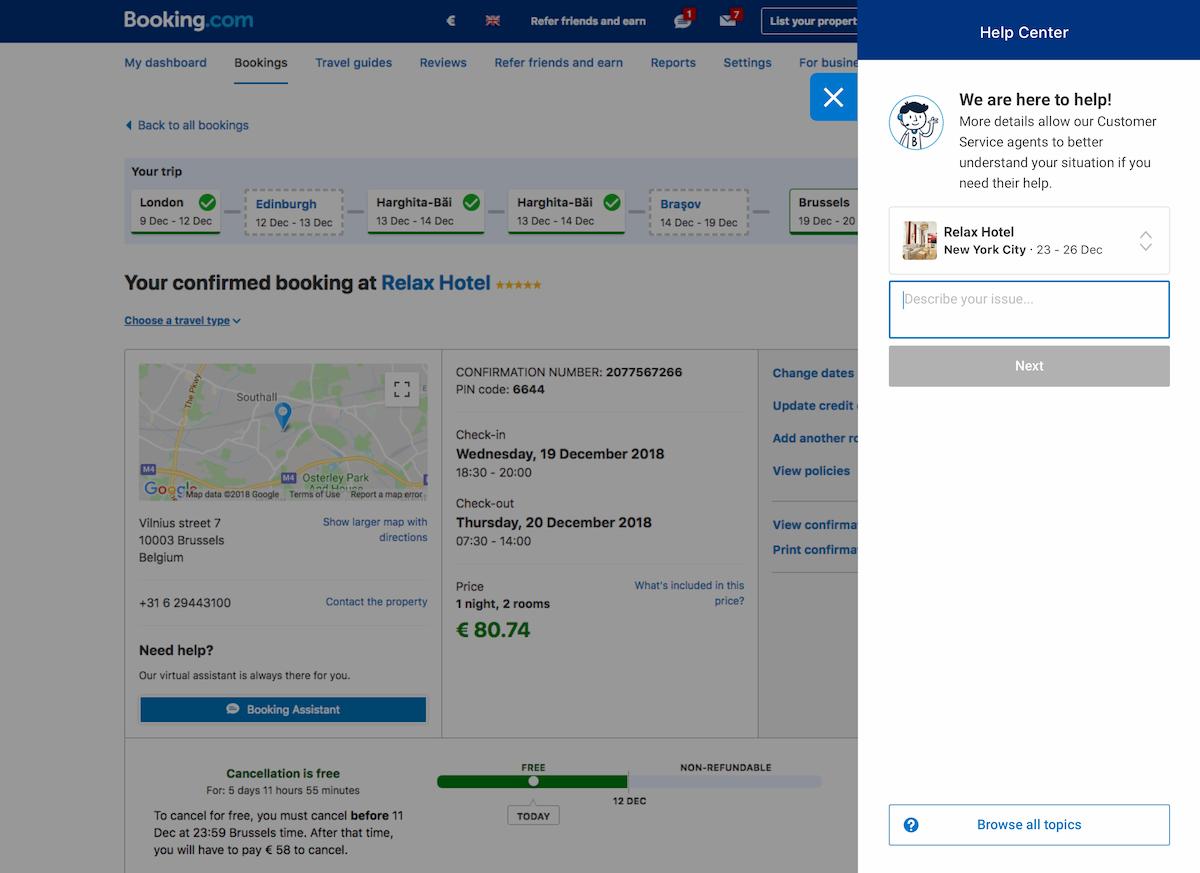 Booking.com
€
Refer friends and earn
1
7
List your propert
My dashboard
Bookings
Travel guides
Reviews
Refer friends and earn
Reports
Settings
For busine
Back to all bookings
Your trip
London
9 Dec - 12 Dec
Edinburgh
12 Dec - 13 Dec
Harghita-Băi
13 Dec - 14 Dec
Harghita-Băi
13 Dec - 14 Dec
Braşov
14 Dec - 19 Dec
Brussels
19 Dec - 20
Your confirmed booking at Relax Hotel
Choose a travel type
The Pkwy
Southall
E
M4
M4
Osterley Park
And House
Google
Map data ©2018 Google
Terms of Use
Report a map error
Vilnius street 7
10003 Brussels
Belgium
Show larger map with
directions
+31 6 29443100
Contact the property
Need help?
Our virtual assistant is always there for you.
Booking Assistant
CONFIRMATION NUMBER: 2077567266
PIN code: 6644
Check-in
Wednesday, 19 December 2018
18:30 - 20:00
Check-out
Thursday, 20 December 2018
07:30 - 14:00
Price
1 night, 2 rooms
€ 80.74
What's included in this
price?
Change dates
Update credit
Add another ro
View policies
View confirma
Print confirma
Cancellation is free
For: 5 days 11 hours 55 minutes
To cancel for free, you must cancel before 11
Dec at 23:59 Brussels time. After that time,
you will have to pay € 58 to cancel.
FREE
NON-REFUNDABLE
12 DEC
TODAY
Help Center
B
We are here to help!
More details allow our Customer
Service agents to better
understand your situation if you
need their help.
Relax Hotel
New York City · 23 - 26 Dec
Describe your issue...
Next
? Browse all topics